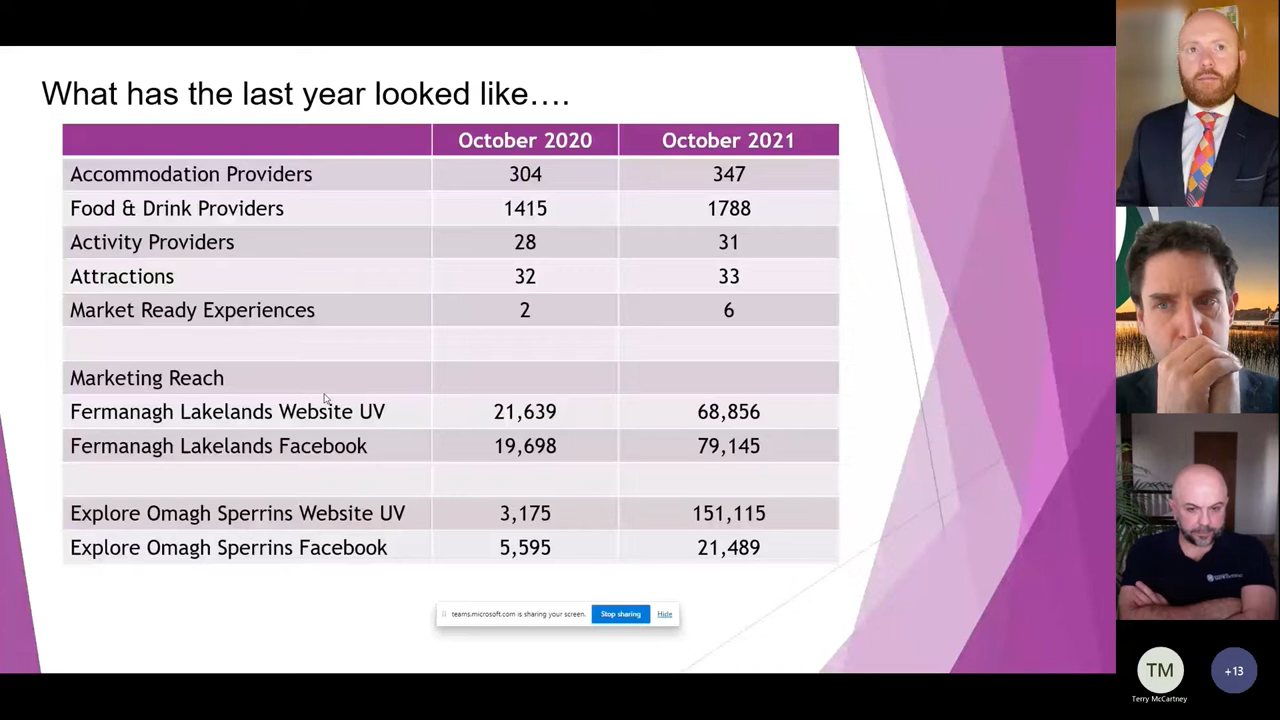 What has the last year looked like….
October 2020 October 2021
Accommodation Providers 304 347
Food & Drink Providers 1415 1788
Activity Providers 28 31
Attractions 32 33
Market Ready Experiences 2 6
Marketing Reach
Fermanagh Lakelands Website UV 21,639 68,856
Fermanagh Lakelands Facebook 19,698 79,145
Explore Omagh Sperrins Website UV 3,175 151,115
Explore Omagh Sperrins Facebook 5,595 21,489
teams.microsoft.com is sharing your screen. Stop sharing Hide
TM
Terry McCartney
+13